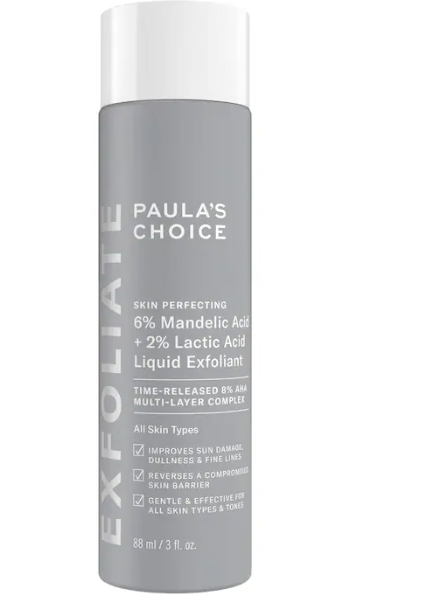 EXFOLIATE
PAULA'S
CHOICE
SKIN PERFECTING
6% Mandelic Acid
+ 2% Lactic Acid
Liquid Exfoliant
TIME-RELEASED 8% AHA
MULTI-LAYER COMPLEX
All Skin Types
IMPROVES SUN DAMAGE,
DULLNESS & FINE LINES
REVERSES A COMPROMISED
SKIN BARRIER
GENTLE & EFFECTIVE FOR
ALL SKIN TYPES & TONES
88 ml / 3 fl. oz.